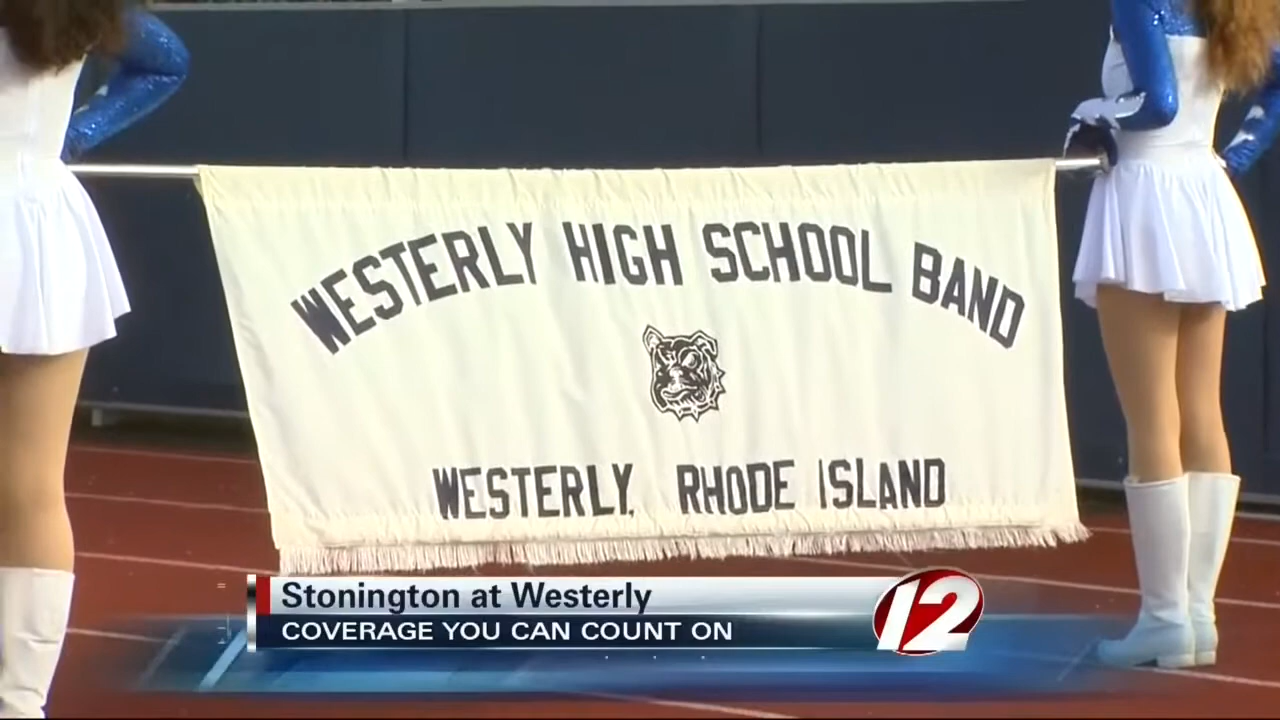 WESTERLY HIGH SCHOOL BAND
WESTERLY, RHODE ISLAND
Stonington at Westerly
COVERAGE YOU CAN COUNT ON
12